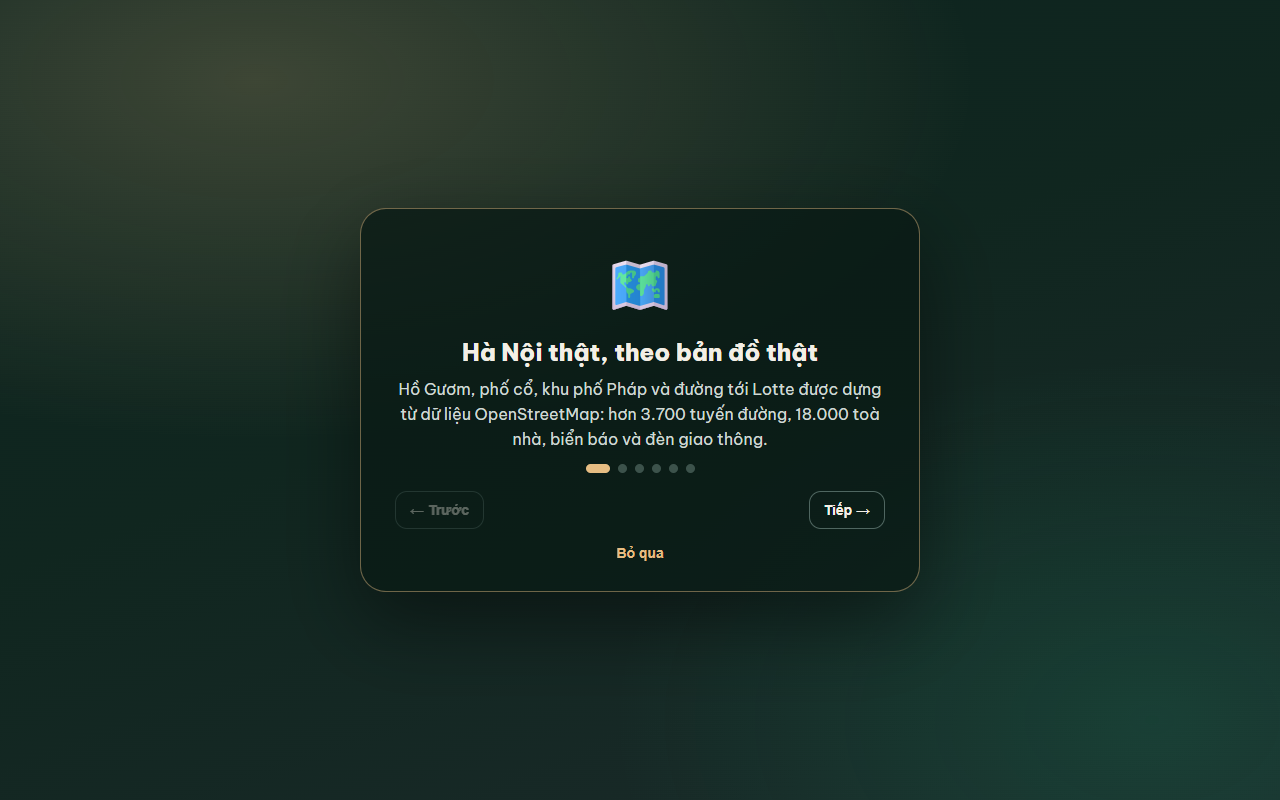 Hà Nội thật, theo bản đồ thật
Hồ Gươm, phố cổ, khu phố Pháp và đường tới Lotte được dựng
từ dữ liệu OpenStreetMap: hơn 3.700 tuyến đường, 18.000 toà
nhà, biển báo và đèn giao thông.
← Trước
Tiếp →
Bỏ qua